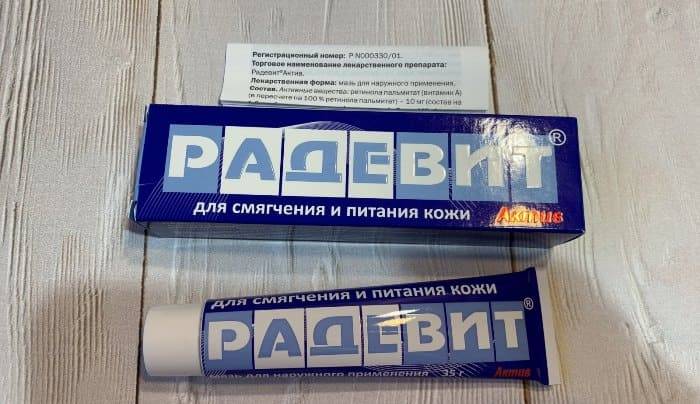 Регистрационный номер: Р N000330/01.
Торговое наименование лекарственного препарата:
Радевит®Актив.
Лекарственная форма: мазь для наружного применения.
Состав. Активные вещества: ретинола пальмитат (витамин А)
(в пересчете на 100 % ретинола пальмитат) – 10 мг (состав на
РАДЕВИТ®
для смягчения и питания кожи Актив
для смягчения и питания кожи
РАДЕВИТ®
Актив
мазь для наружного применения 35 г